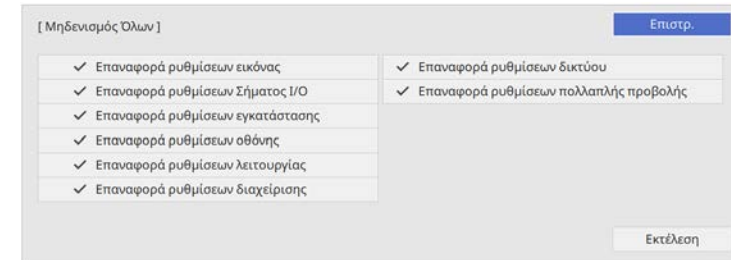 [ Μηδενισμός Όλων ]
Επιστρ.
✓ Επαναφορά ρυθμίσεων εικόνας
✓ Επαναφορά ρυθμίσεων Σήματος I/O
✓ Επαναφορά ρυθμίσεων εγκατάστασης
✓ Επαναφορά ρυθμίσεων οθόνης
✓ Επαναφορά ρυθμίσεων λειτουργίας
✓ Επαναφορά ρυθμίσεων διαχείρισης
✓ Επαναφορά ρυθμίσεων δικτύου
✓ Επαναφορά ρυθμίσεων πολλαπλής προβολής
Εκτέλεση